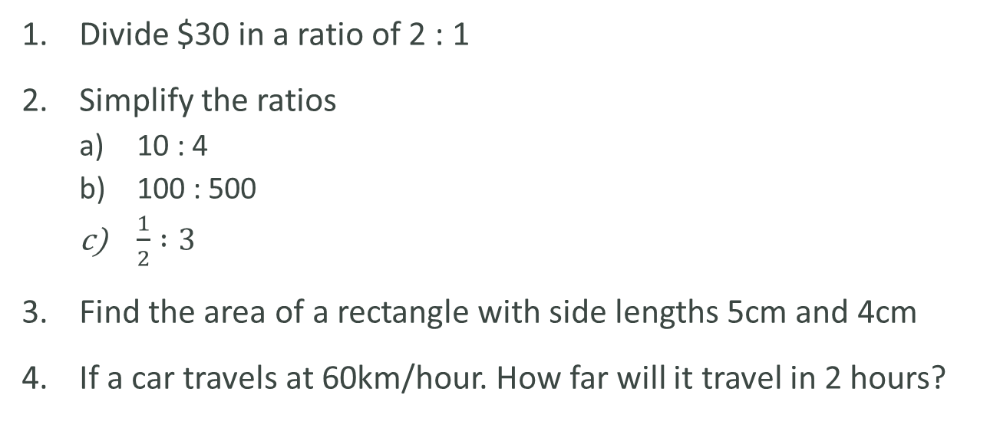 1. Divide $30 in a ratio of 2 : 1
2. Simplify the ratios
a) 10 : 4
b) 100 : 500
c) 1/2 : 3
3. Find the area of a rectangle with side lengths 5cm and 4cm
4. If a car travels at 60km/hour. How far will it travel in 2 hours?